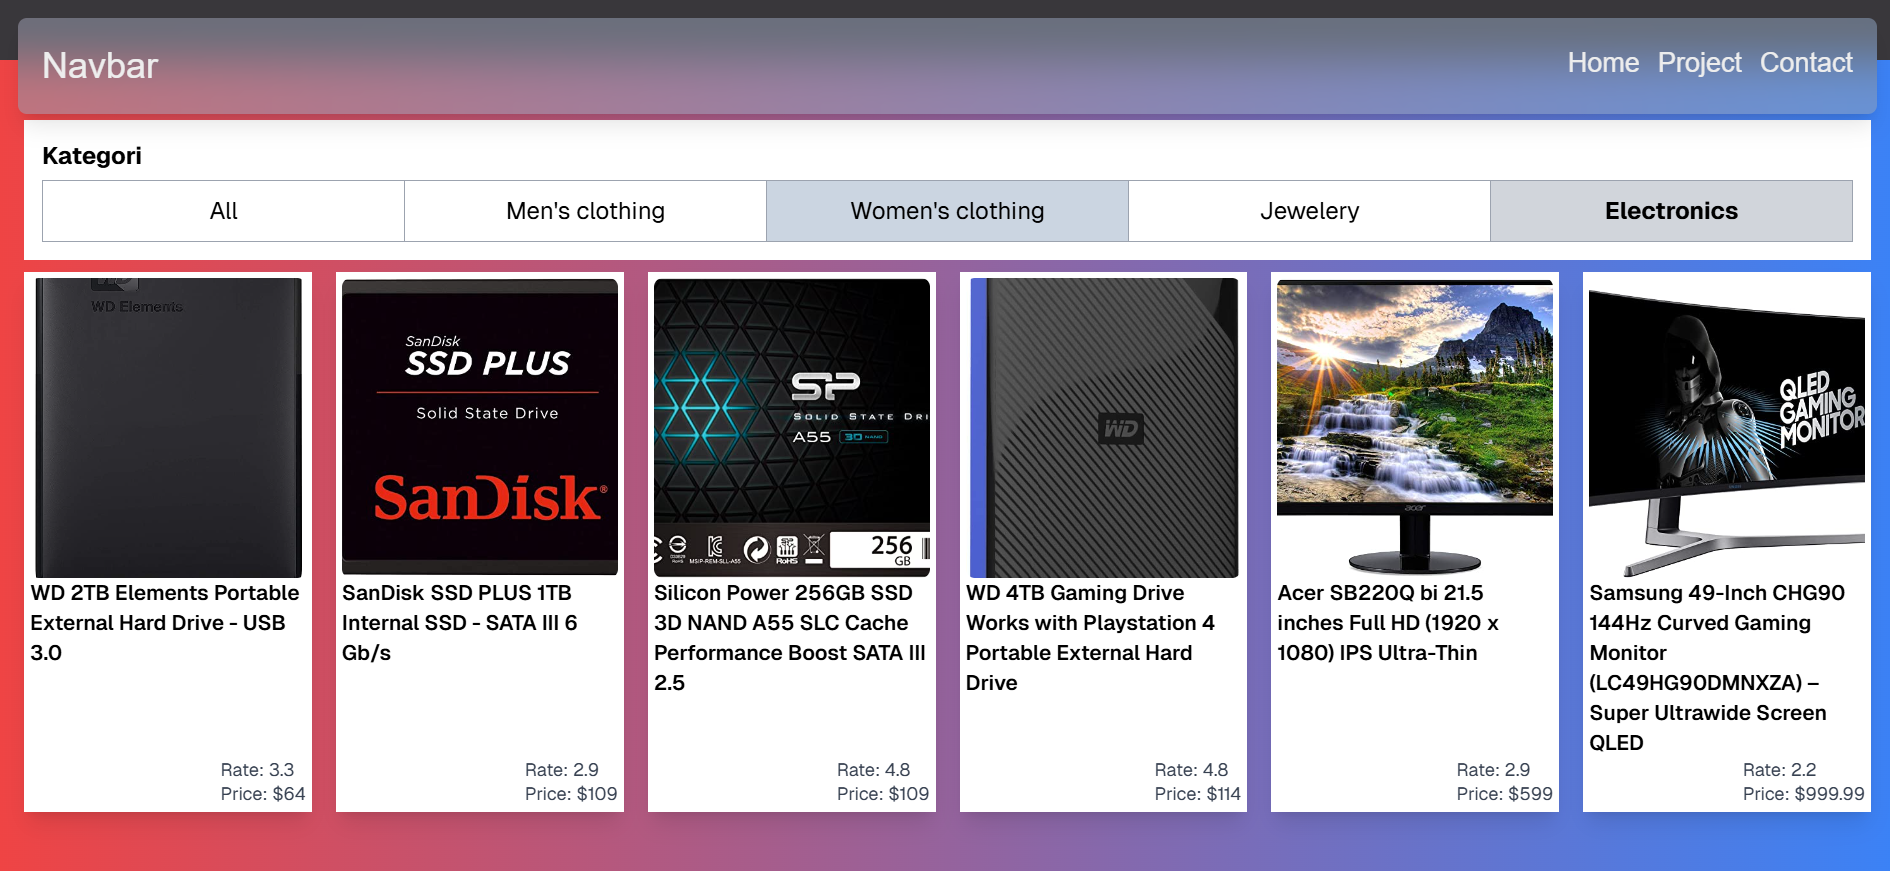 Navbar
Home Project Contact
Kategori
All Men's clothing Women's clothing Jewelery Electronics
WD Elements
WD 2TB Elements Portable
External Hard Drive - USB
3.0
Rate: 3.3
Price: $64
SanDisk
SSD PLUS
Solid State Drive
SanDisk®
SanDisk SSD PLUS 1TB
Internal SSD - SATA III 6
Gb/s
Rate: 2.9
Price: $109
SP
SOLID STATE DRI
A55 3D NAND
MSIP-REM-SLL-A55
RoHS
256
GB
Silicon Power 256GB SSD
3D NAND A55 SLC Cache
Performance Boost SATA III
2.5
Rate: 4.8
Price: $109
WD
WD 4TB Gaming Drive
Works with Playstation 4
Portable External Hard
Drive
Rate: 4.8
Price: $114
acer
Acer SB220Q bi 21.5
inches Full HD (1920 x
1080) IPS Ultra-Thin
Rate: 2.9
Price: $599
QLED
GAMING
MONITOR
Samsung 49-Inch CHG90
144Hz Curved Gaming
Monitor
(LC49HG90DMNXZA) –
Super Ultrawide Screen
QLED
Rate: 2.2
Price: $999.99